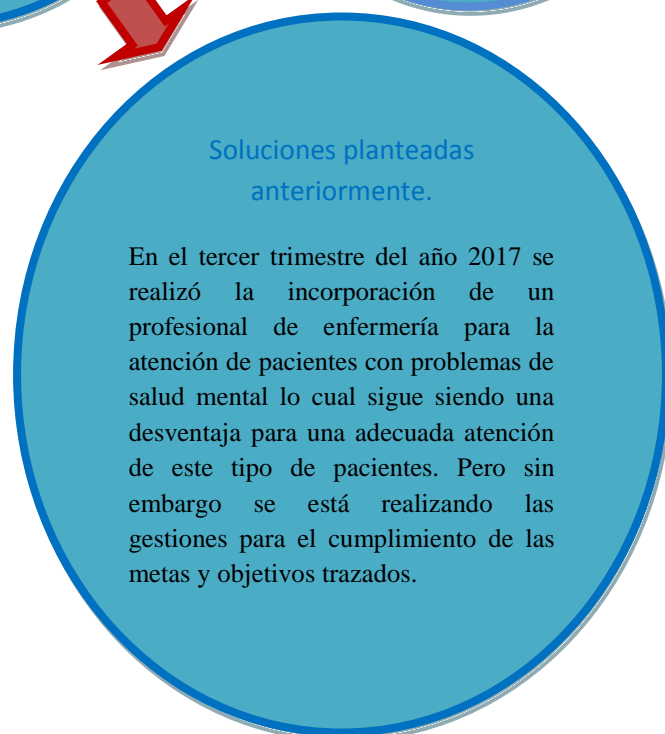 Soluciones planteadas
anteriormente.
En el tercer trimestre del año 2017 se
realizó la incorporación de un
profesional de enfermería para la
atención de pacientes con problemas de
salud mental lo cual sigue siendo una
desventaja para una adecuada atención
de este tipo de pacientes. Pero sin
embargo se está realizando las
gestiones para el cumplimiento de las
metas y objetivos trazados.